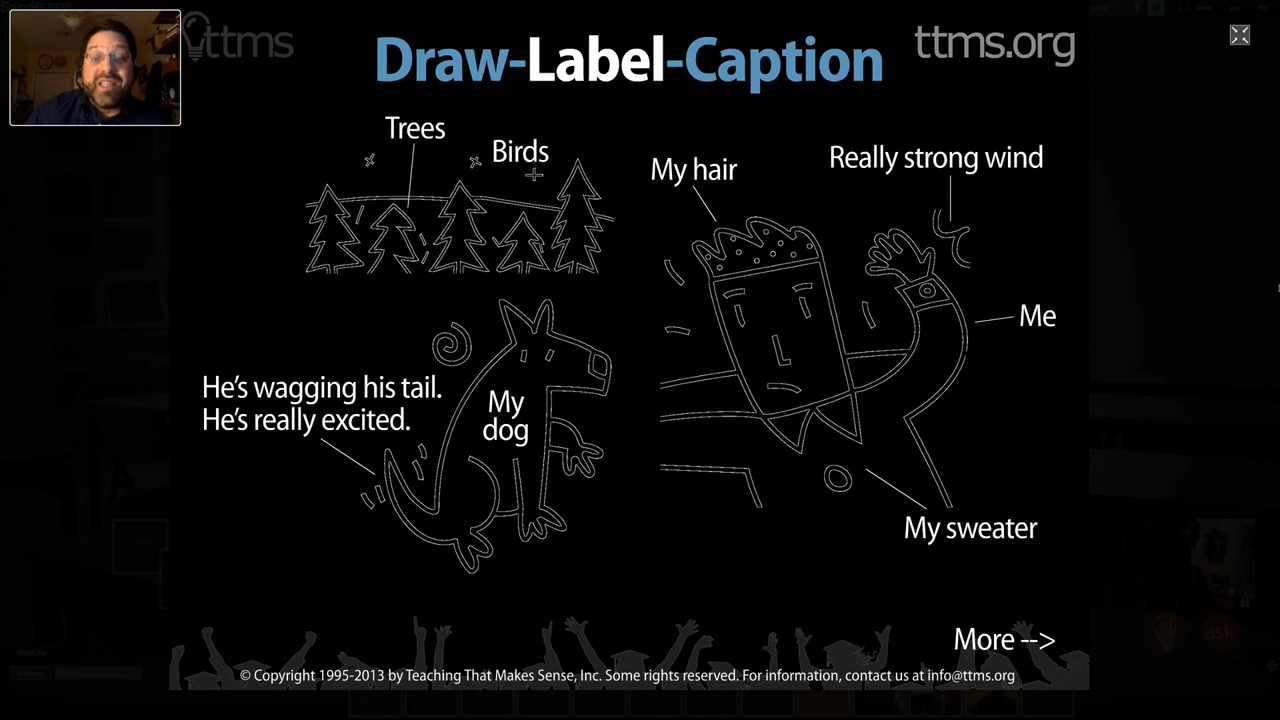 ttms
Draw-Label-Caption
ttms.org
Trees
Birds
My hair
Really strong wind
Me
He's wagging his tail.
He's really excited.
My
dog
My sweater
More -->
© Copyright 1995-2013 by Teaching That Makes Sense, Inc. Some rights reserved. For information, contact us at info@ttms.org
ask